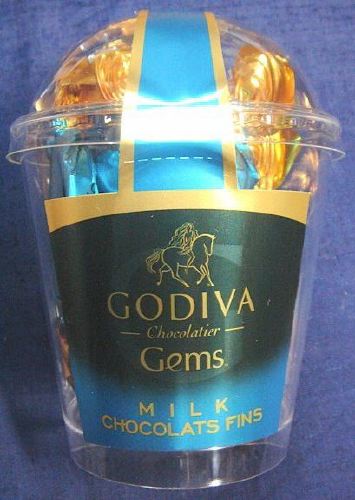 GODIVA
Chocolatier
Gems
MILK
CHOCOLATS FINS